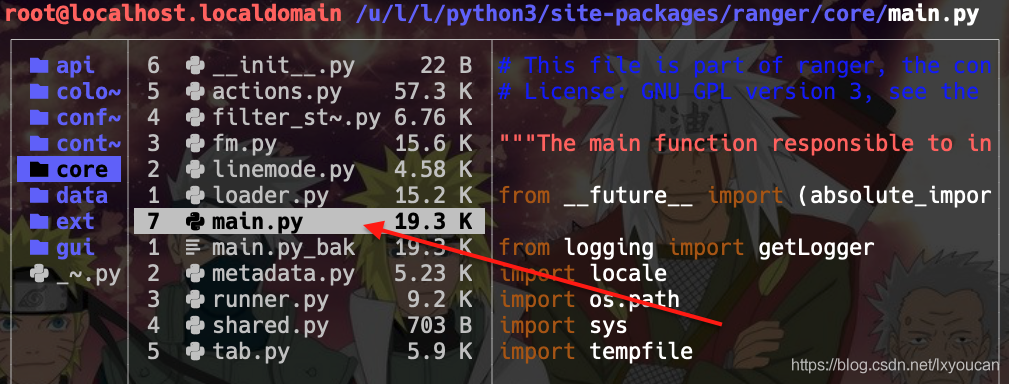 root@localhost.localdomain /u/l/l/python3/site-packages/ranger/core/main.py
api 6 __init__.py 22 B # This file is part of ranger, the con
colo~ 5 actions.py 57.3 K # License: GNU GPL version 3, see the
conf~ 4 filter_st~.py 6.76 K
cont~ 3 fm.py 15.6 K """The main function responsible to in
core 2 linemode.py 4.58 K
data 1 loader.py 15.2 K from __future__ import (absolute_impor
ext 7 main.py 19.3 K
gui 1 main.py_bak 19.3 K from logging import getLogger
_~.py 2 metadata.py 5.23 K import locale
3 runner.py 9.2 K import os.path
4 shared.py 703 B import sys
5 tab.py 5.9 K import tempfile
油
https://blog.csdn.net/lxyoucan